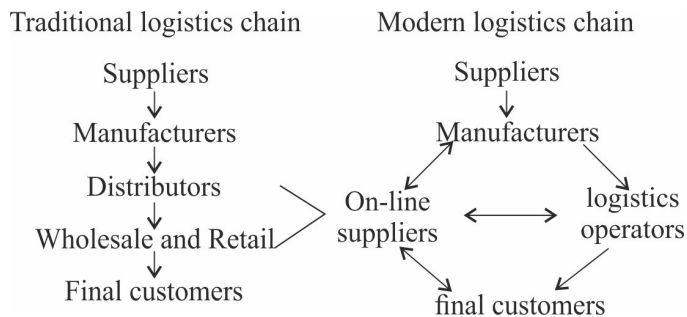 Traditional logistics chain
Suppliers
Manufacturers
Distributors
Wholesale and Retail
Final customers
Modern logistics chain
Suppliers
Manufacturers
On-line
suppliers
logistics
operators
final customers